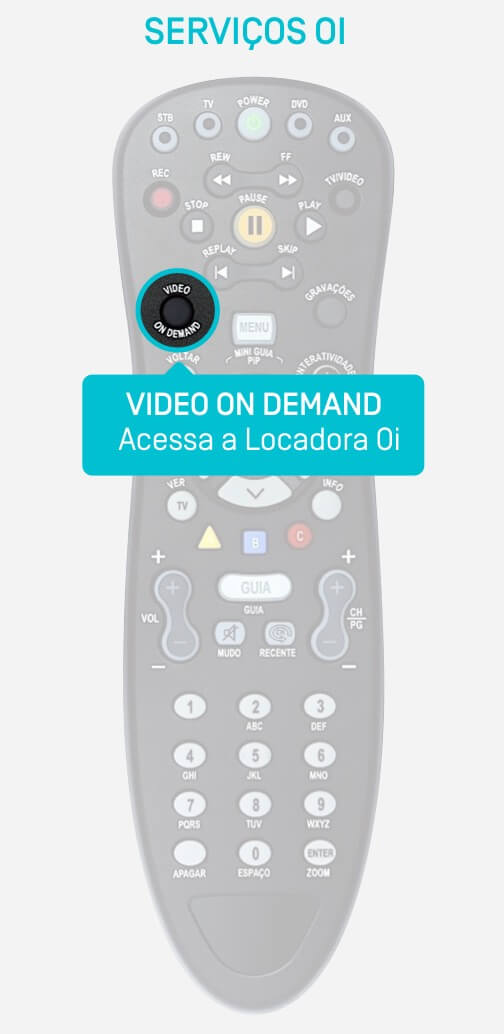 SERVIÇOS OI
POWER
TV DVD
STB AUX
REW FF
REC TV/VIDEO
PAUSE
STOP PLAY
REPLAY SKIP
VIDEO
ON DEMAND
GRAVAÇÕES
MENU
VOLTAR MINI GUIA
PIP
VIDEO ON DEMAND
Acessa a Locadora Oi
VER INFO
TV
B C
+ +
GUIA
GUIA
VOL CH
PG
MUDO RECENTE
1 2 3
ABC DEF
4 5 6
GHI JKL MNO
7 8 9
PQRS TUV WXYZ
0 ENTER
APAGAR ESPAÇO ZOOM